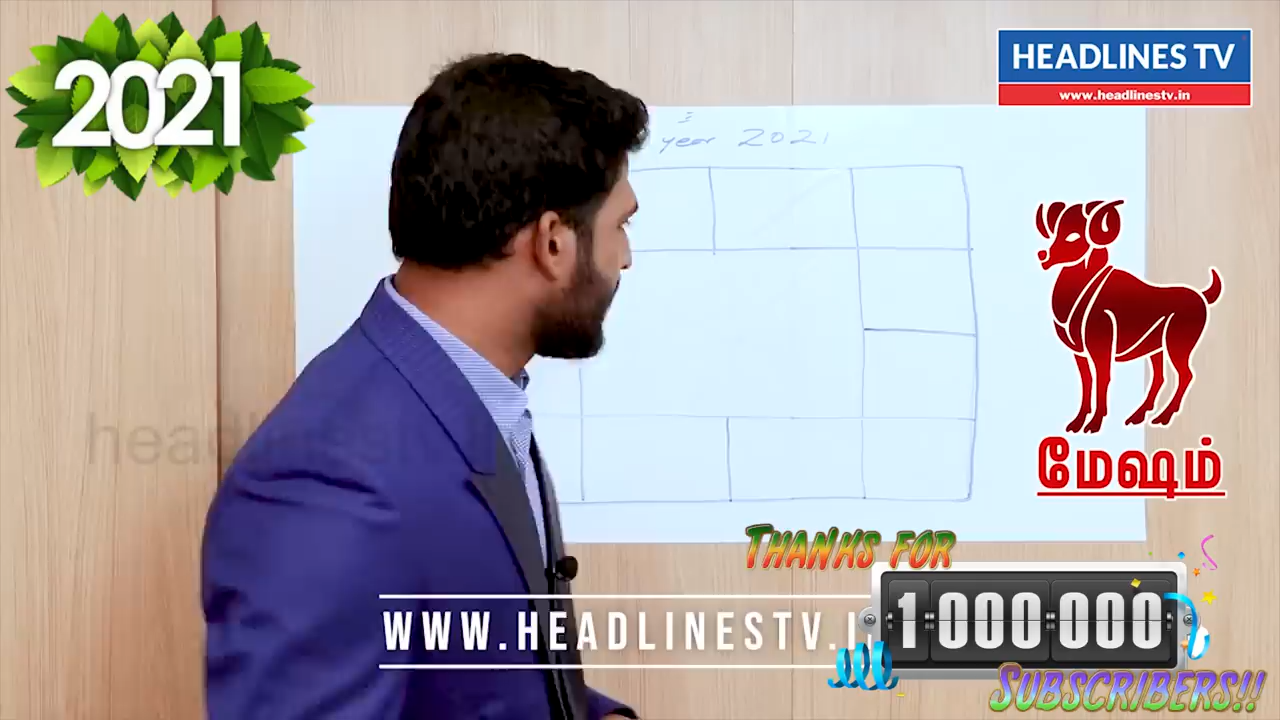 2021
HEADLINES TV
www.headlinestv.in
year 2021
மேஷம்
THANKS FOR
WWW.HEADLINESTV.I
1 000 000
SUBSCRIBERS!!